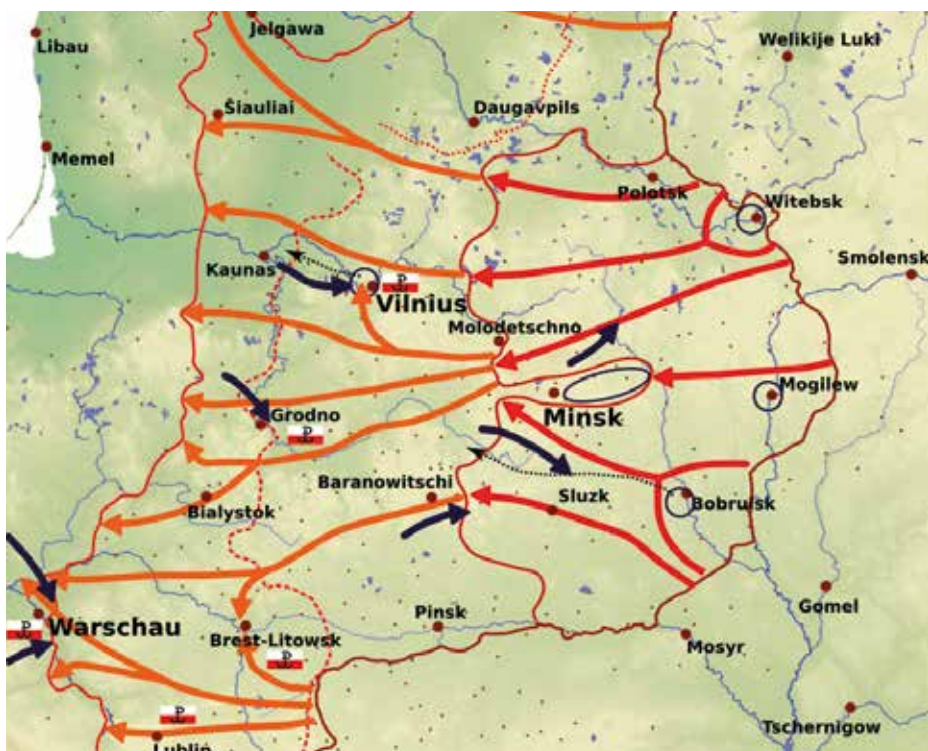 Jelgawa
Libau
Welikije Luki
Šiauliai
Daugavpils
Memel
Polotsk
Witebsk
Smolensk
Kaunas
Vilnius
Molodetschno
Mogilew
Minsk
Grodno
Baranowitschi
Sluzk
Bobruisk
Bialystok
Gomel
Warschau
Pinsk
Brest-Litowsk
Mosyr
Tschernigow
Lublin